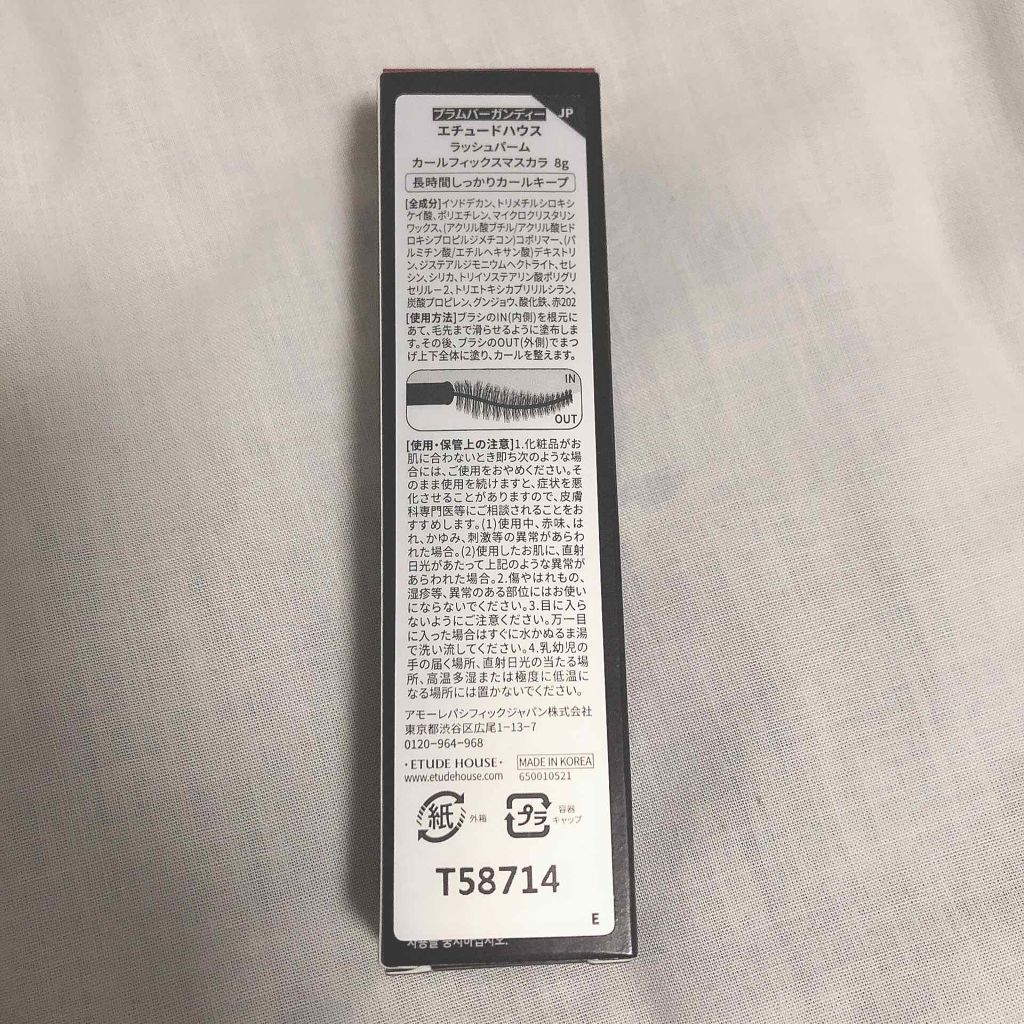 プラムバーガンディー
JP
エチュードハウス
ラッシュパーム
カールフィックスマスカラ 8g
長時間しっかりカールキープ
[全成分]イソドデカン、トリメチルシロキシ
ケイ酸、ポリエチレン、マイクロクリスタリン
ワックス、(アクリル酸ブチル/アクリル酸ヒド
ロキシプロピルジメチコン)コポリマー、(パ
ルミチン酸/エチルヘキサン酸)デキストリ
ン、ジステアルジモニウムヘクトライト、セレ
シン、シリカ、トリイソステアリン酸ポリグリ
セリル-2、トリエトキシカプリリルシラン、
炭酸プロピレン、グンジョウ、酸化鉄、赤202
[使用方法]ブラシのIN(内側)を根元に
あて、毛先まで滑らせるように塗布しま
す。その後、ブラシのOUT(外側)でまつ
げ上下全体に塗り、カールを整えます。
IN
OUT
[使用・保管上の注意]1.化粧品がお
肌に合わないとき即ち次のような場
合には、ご使用をおやめください。そ
のまま使用を続けますと、症状を悪
化させることがありますので、皮膚
科専門医等にご相談されることをお
すすめします。(1)使用中、赤味、は
れ、かゆみ、刺激等の異常があらわ
れた場合。(2)使用したお肌に、直射
日光があたって上記のような異常が
あらわれた場合。2.傷やはれもの、
湿疹等、異常のある部位にはお使い
にならないでください。3.目に入ら
ないようにご注意ください。万一目
に入った場合はすぐに水かぬるま湯
で洗い流してください。4.乳幼児の
手の届く場所、直射日光の当たる場
所、高温多湿または極度に低温に
なる場所には置かないでください。
アモーレパシフィックジャパン株式会社
東京都渋谷区広尾1-13-7
0120-964-968
・ETUDE HOUSE・ MADE IN KOREA
www.etudehouse.com 650010521
紙 外箱 プラ 容器
キャップ
T58714
E